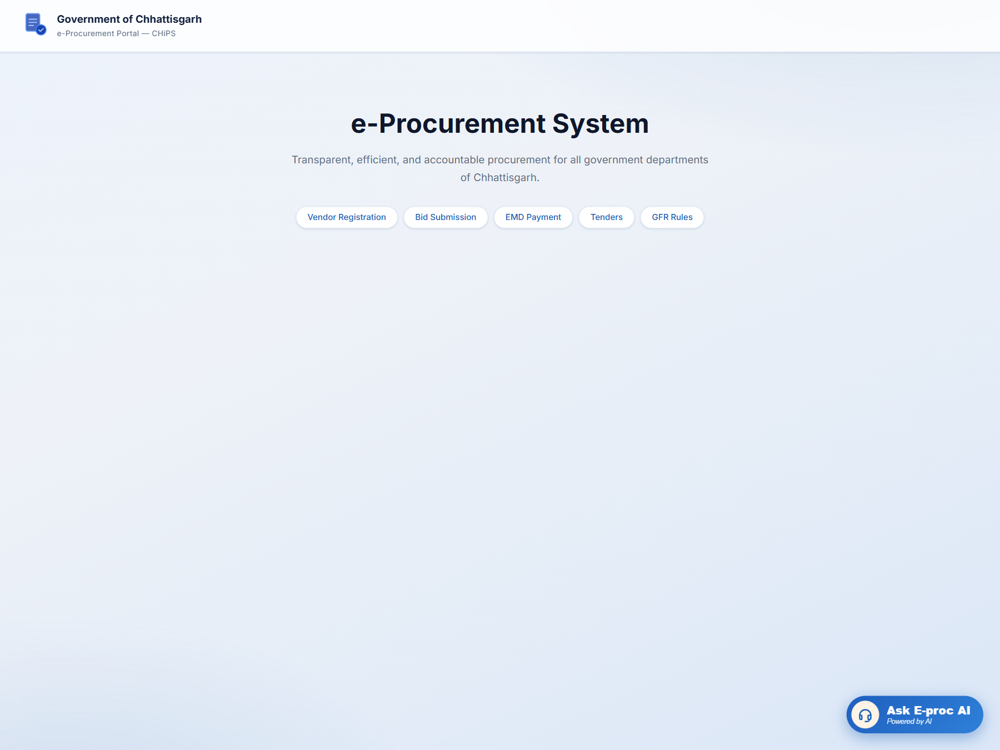 Government of Chhattisgarh
e-Procurement Portal — CHiPS
e-Procurement System
Transparent, efficient, and accountable procurement for all government departments
of Chhattisgarh.
Vendor Registration
Bid Submission
EMD Payment
Tenders
GFR Rules
Ask E-proc AI
Powered by AI